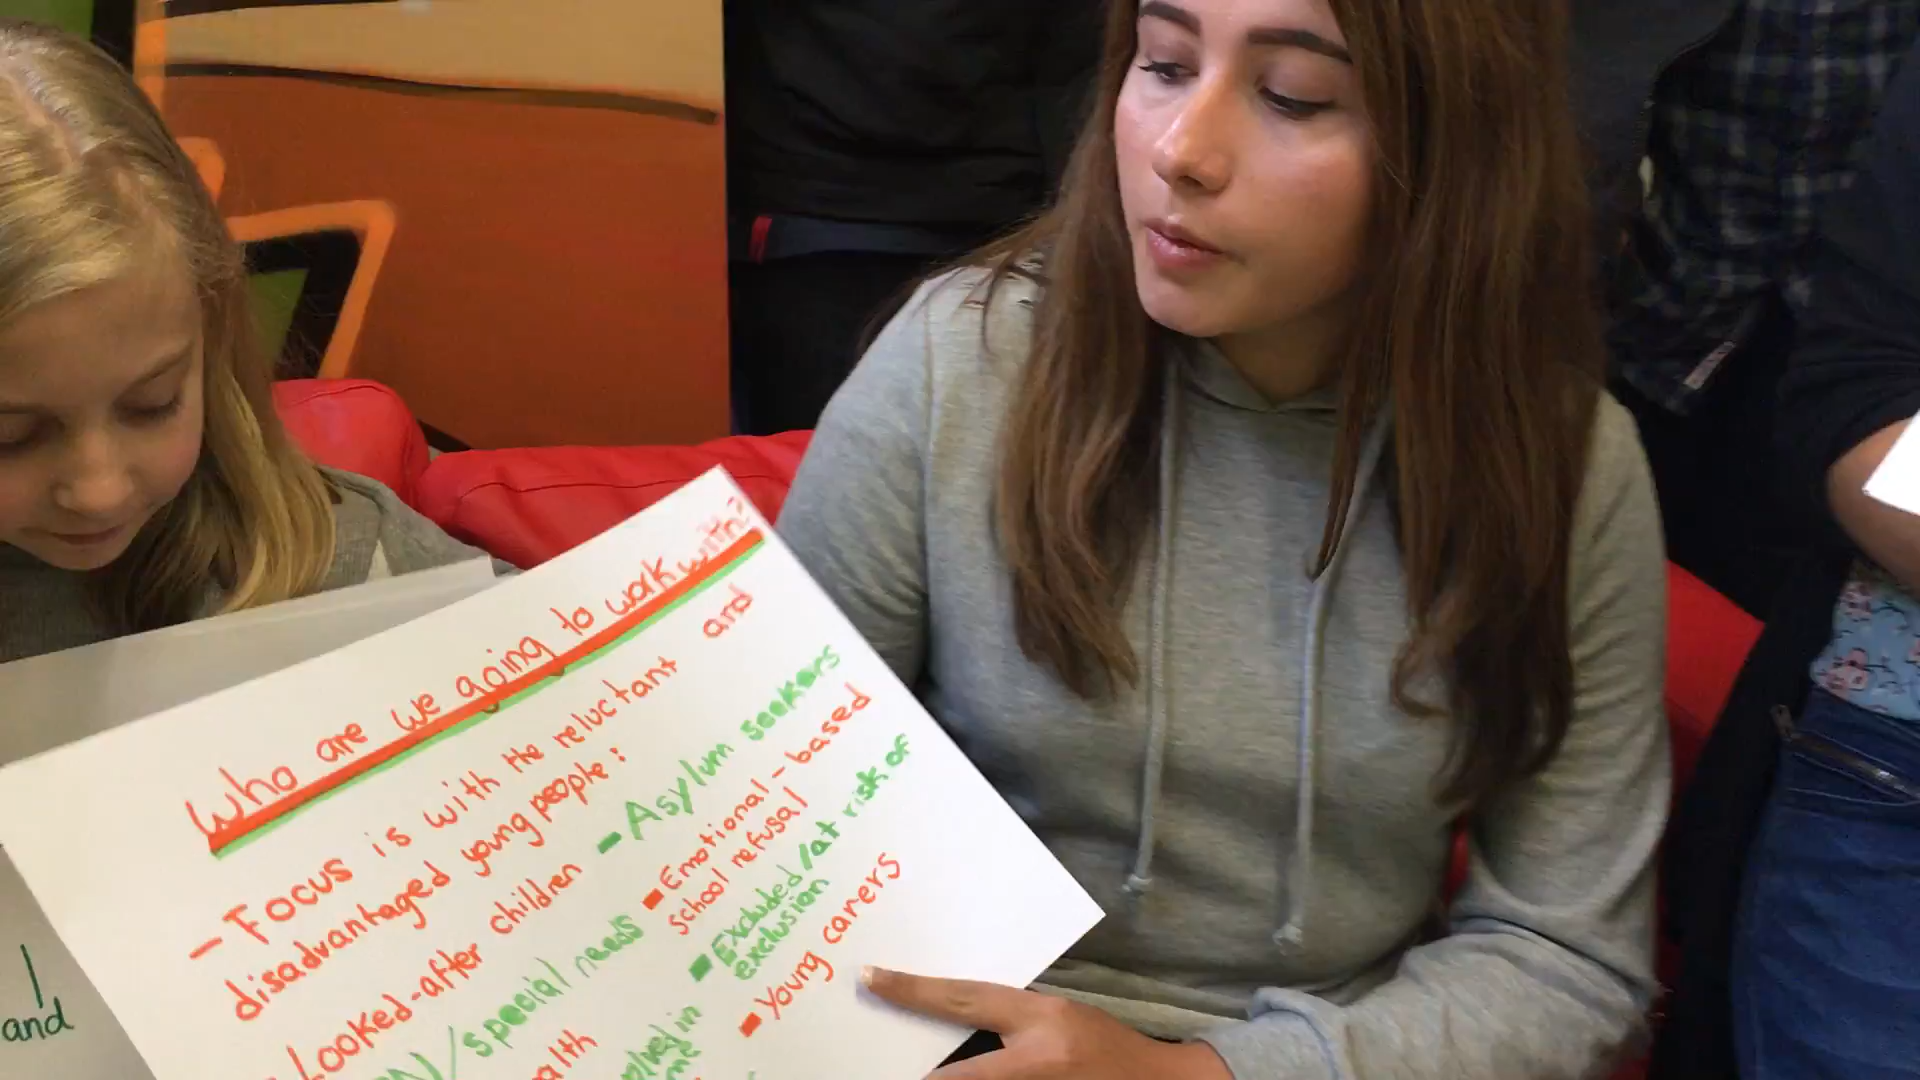 Who are we going to work with?
- Focus is with the reluctant and
disadvantaged young people:
Looked-after children
/special needs
- Asylum seekers
- Emotional-based
school refusal
- Excluded/at risk of
exclusion
- Young carers
in
and